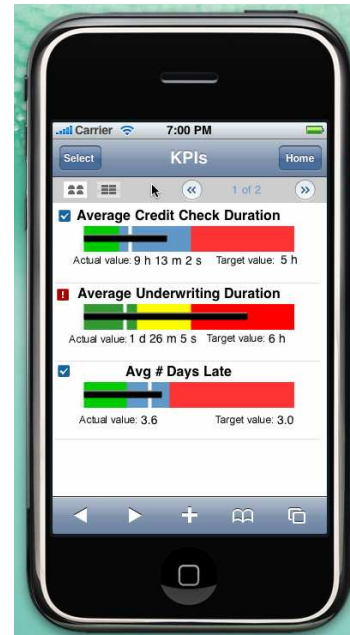 Carrier 7:00 PM
Select KPIs Home
1 of 2
Average Credit Check Duration
Actual value: 9 h 13 m 2 s Target value: 5 h
! Average Underwriting Duration
Actual value: 1 d 26 m 5 s Target value: 6 h
Avg # Days Late
Actual value: 3.6 Target value: 3.0